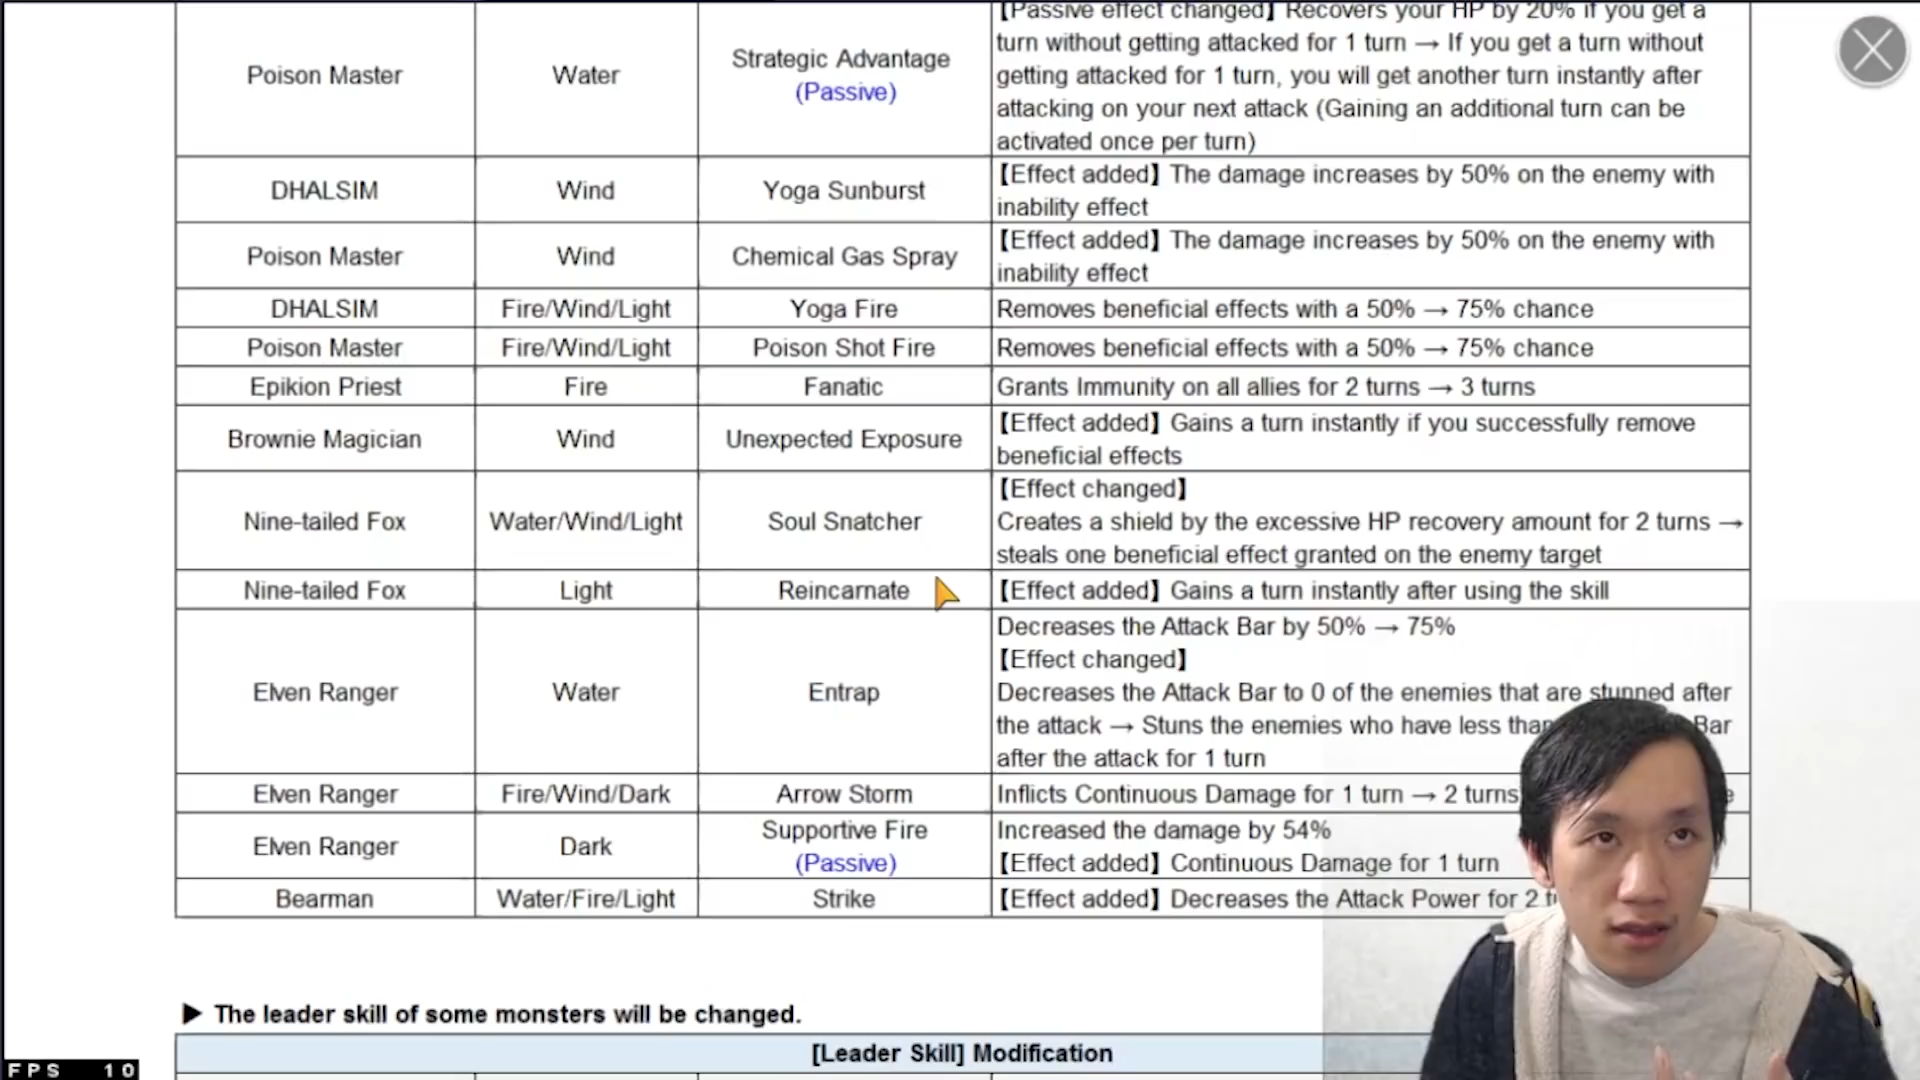 【Passive effect changed】 Recovers your HP by 20% if you get a
turn without getting attacked for 1 turn → If you get a turn without
Poison Master Water Strategic Advantage (Passive) getting attacked for 1 turn, you will get another turn instantly after
attacking on your next attack (Gaining an additional turn can be
activated once per turn)
DHALSIM Wind Yoga Sunburst 【Effect added】 The damage increases by 50% on the enemy with
inability effect
Poison Master Wind Chemical Gas Spray 【Effect added】 The damage increases by 50% on the enemy with
inability effect
DHALSIM Fire/Wind/Light Yoga Fire Removes beneficial effects with a 50% → 75% chance
Poison Master Fire/Wind/Light Poison Shot Fire Removes beneficial effects with a 50% → 75% chance
Epikion Priest Fire Fanatic Grants Immunity on all allies for 2 turns → 3 turns
Brownie Magician Wind Unexpected Exposure 【Effect added】 Gains a turn instantly if you successfully remove
beneficial effects
【Effect changed】
Nine-tailed Fox Water/Wind/Light Soul Snatcher Creates a shield by the excessive HP recovery amount for 2 turns →
steals one beneficial effect granted on the enemy target
Nine-tailed Fox Light Reincarnate 【Effect added】 Gains a turn instantly after using the skill
Decreases the Attack Bar by 50% → 75%
【Effect changed】
Elven Ranger Water Entrap Decreases the Attack Bar to 0 of the enemies that are stunned after
the attack → Stuns the enemies who have less than Bar
after the attack for 1 turn
Elven Ranger Fire/Wind/Dark Arrow Storm Inflicts Continuous Damage for 1 turn → 2 turns
Elven Ranger Dark Supportive Fire (Passive) Increased the damage by 54%
【Effect added】 Continuous Damage for 1 turn
Bearman Water/Fire/Light Strike 【Effect added】 Decreases the Attack Power for 2
▶ The leader skill of some monsters will be changed.
[Leader Skill] Modification
FPS 10